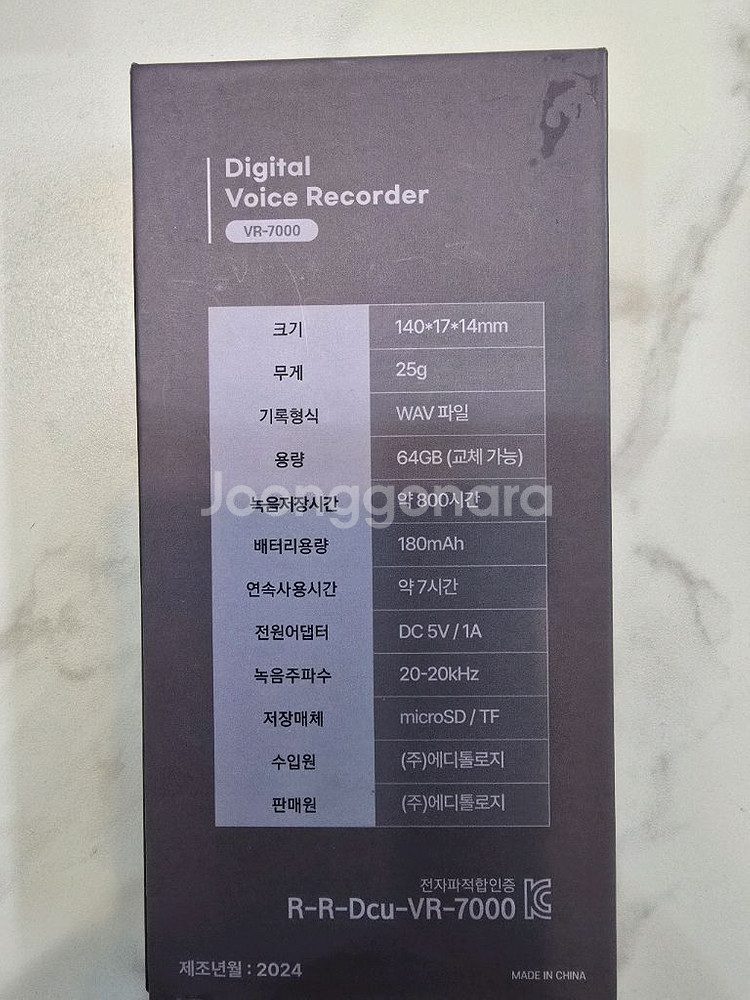 Digital
Voice Recorder
VR-7000
크기 140*17*14mm
무게 25g
기록형식 WAV 파일
용량 64GB (교체 가능)
녹음저장시간 약 800시간
Joonggonara
배터리용량 180mAh
연속사용시간 약 7시간
전원어댑터 DC 5V / 1A
녹음주파수 20-20kHz
저장매체 microSD / TF
수입원 (주)에디톨로지
판매원 (주)에디톨로지
전자파적합인증
R-R-Dcu-VR-7000 KC
제조년월 : 2024
MADE IN CHINA